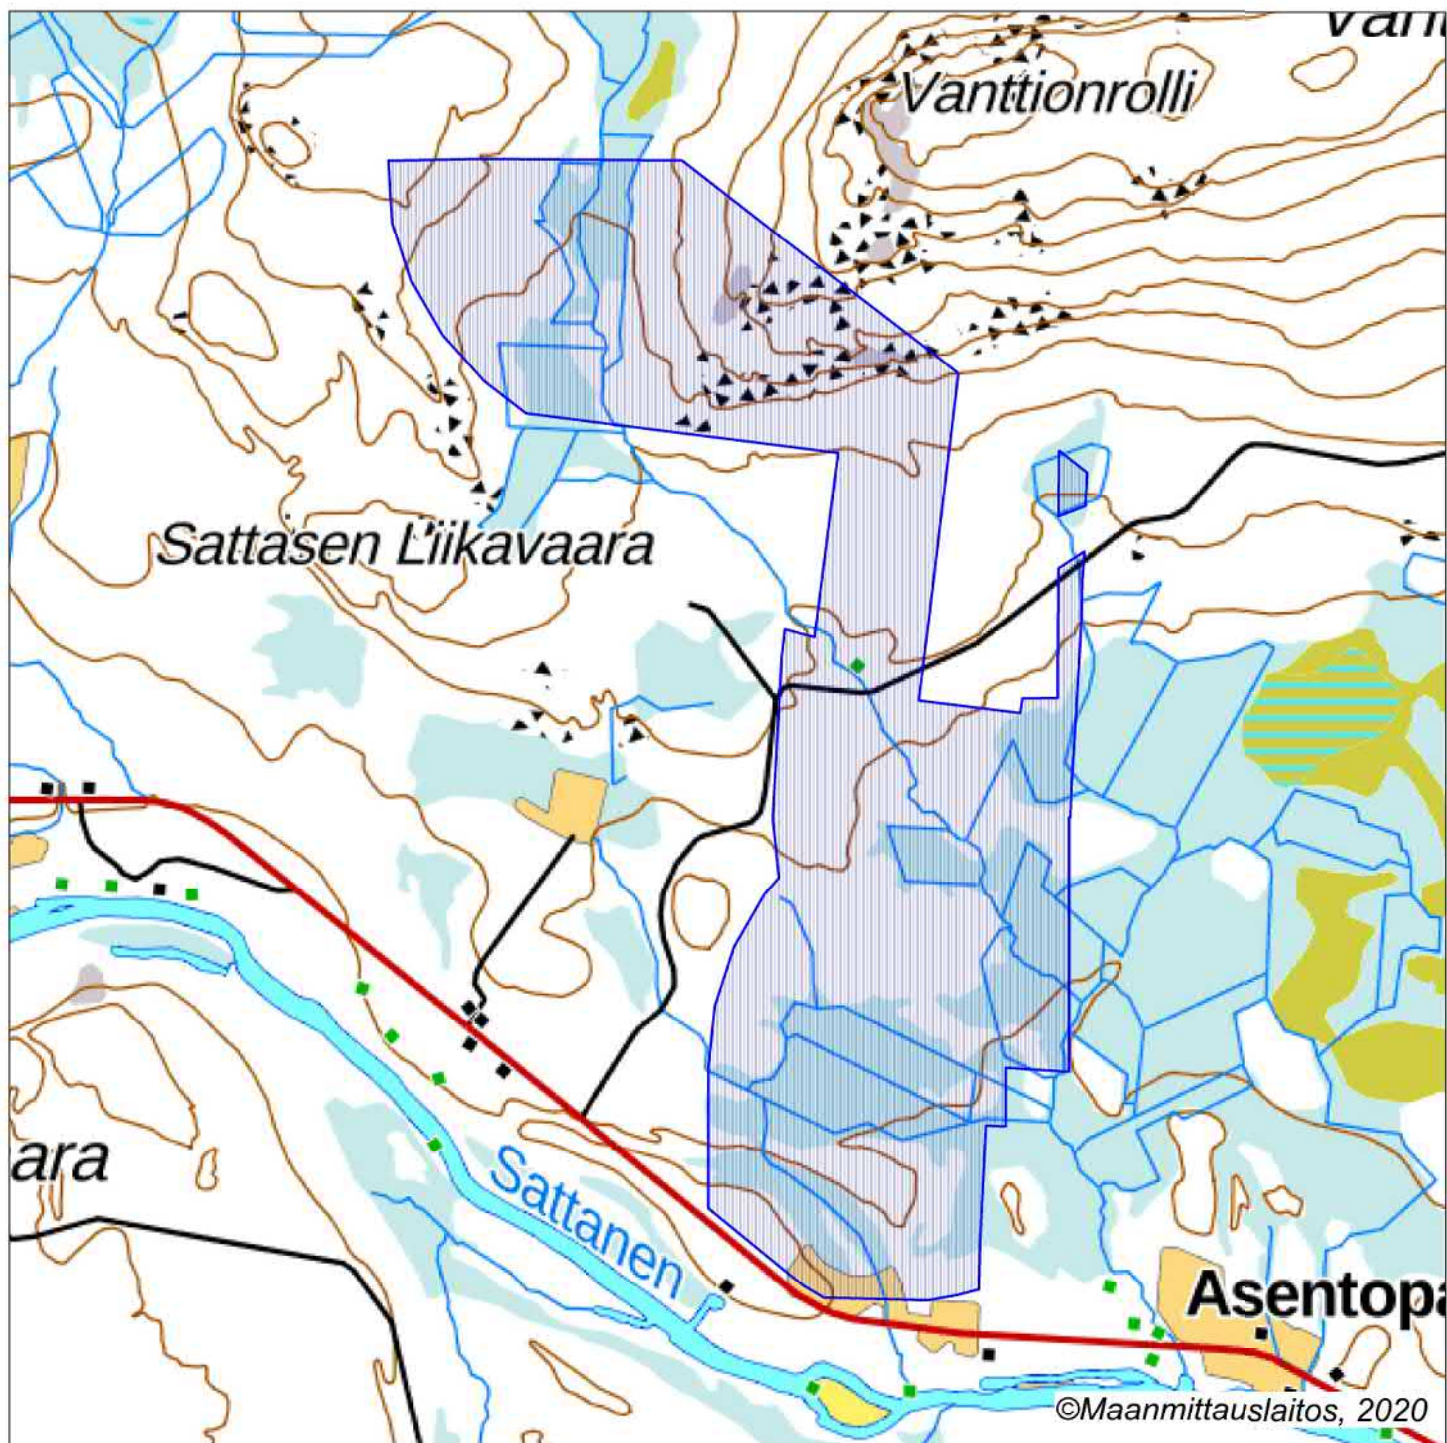 Vanttionrolli
Sattasen Liikavaara
ara
Sattanen
Asentopa
©Maanmittauslaitos, 2020